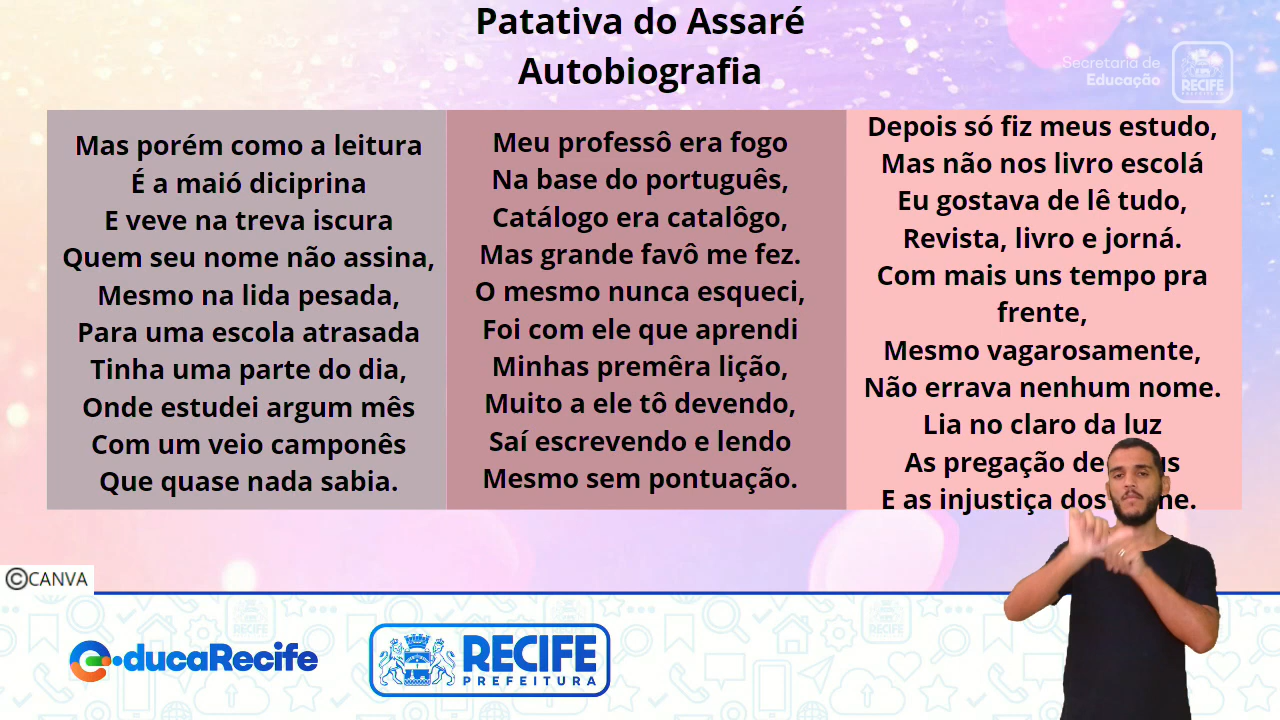 Patativa do Assaré
Autobiografia
Secretaria de
Educação
RECIFE
PREFEITURA
Mas porém como a leitura
É a maió diciprina
E veve na treva iscura
Quem seu nome não assina,
Mesmo na lida pesada,
Para uma escola atrasada
Tinha uma parte do dia,
Onde estudei argum mês
Com um veio camponês
Que quase nada sabia.
Meu professô era fogo
Na base do português,
Catálogo era catalôgo,
Mas grande favô me fez.
O mesmo nunca esqueci,
Foi com ele que aprendi
Minhas premêra lição,
Muito a ele tô devendo,
Saí escrevendo e lendo
Mesmo sem pontuação.
Depois só fiz meus estudo,
Mas não nos livro escolá
Eu gostava de lê tudo,
Revista, livro e jorná.
Com mais uns tempo pra
frente,
Mesmo vagarosamente,
Não errava nenhum nome.
Lia no claro da luz
As pregação de
E as injustiça dos
©CANVA
EducaRecife
RECIFE
PREFEITURA